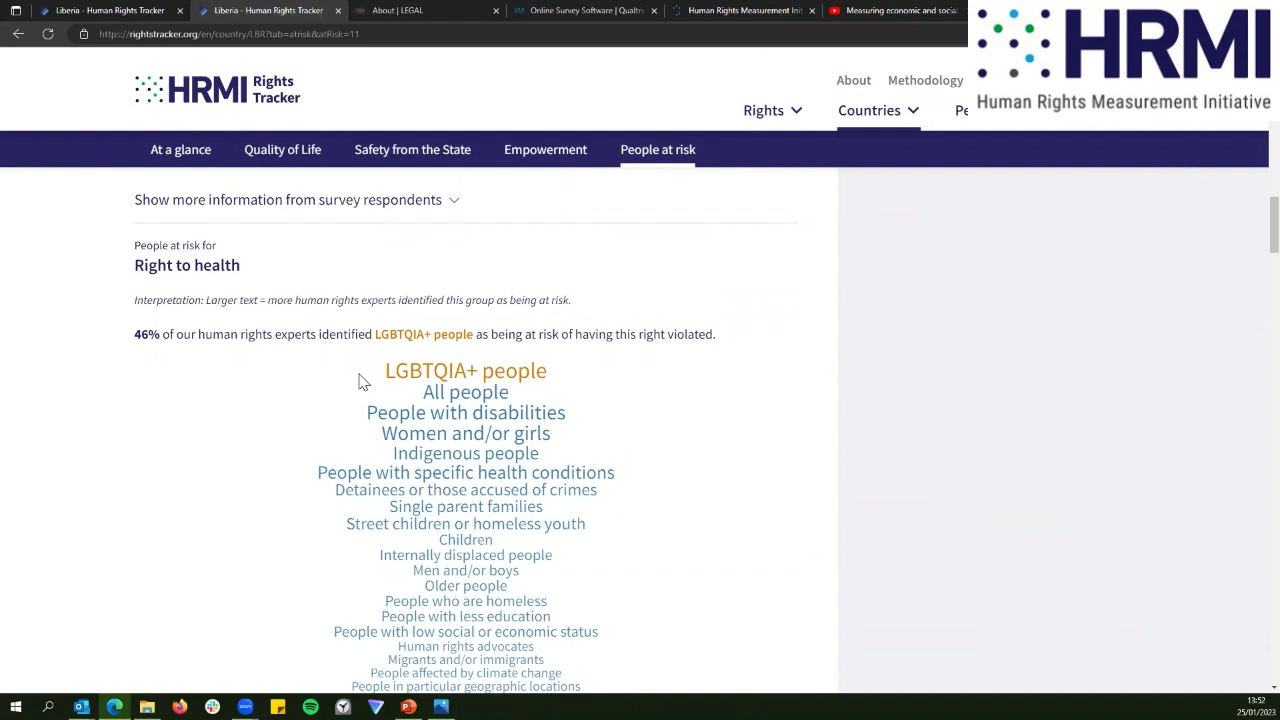 Liberia - Human Rights Tracker
Liberia - Human Rights Tracker
About | LEGAL
Online Survey Software | Qualtr
Human Rights Measurement Init
Measuring economic and social
https://rightstracker.org/en/country/LBR?tab=atrisk&atRisk=11
HRMI
Human Rights Measurement Initiative
HRMI Rights
Tracker
About Methodology
Rights Countries Pe
At a glance Quality of Life Safety from the State Empowerment People at risk
Show more information from survey respondents
People at risk for
Right to health
Interpretation: Larger text = more human rights experts identified this group as being at risk.
46% of our human rights experts identified LGBTQIA+ people as being at risk of having this right violated.
LGBTQIA+ people
All people
People with disabilities
Women and/or girls
Indigenous people
People with specific health conditions
Detainees or those accused of crimes
Single parent families
Street children or homeless youth
Children
Internally displaced people
Men and/or boys
Older people
People who are homeless
People with less education
People with low social or economic status
Human rights advocates
Migrants and/or immigrants
People affected by climate change
People in particular geographic locations
13:52
25/01/2023